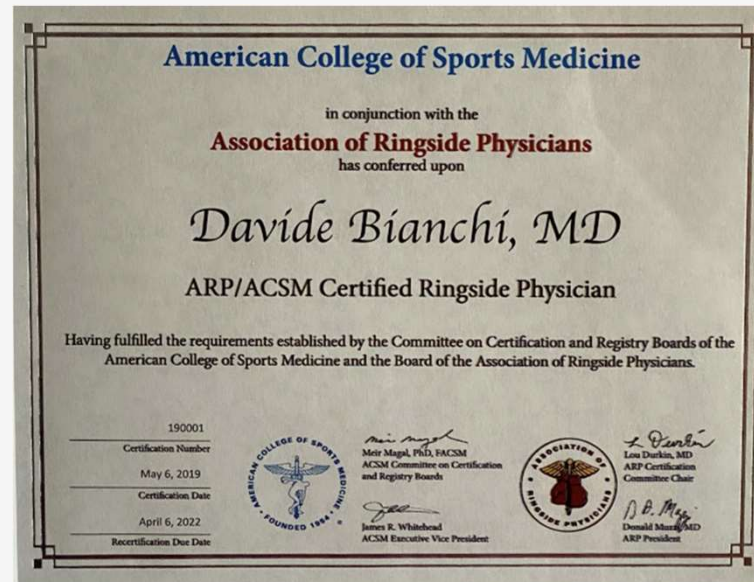 American College of Sports Medicine
in conjunction with the
Association of Ringside Physicians
has conferred upon
Davide Bianchi, MD
ARP/ACSM Certified Ringside Physician
Having fulfilled the requirements established by the Committee on Certification and Registry Boards of the
American College of Sports Medicine and the Board of the Association of Ringside Physicians.
190001
Certification Number
May 6, 2019
Certification Date
April 6, 2022
Recertification Due Date
AMERICAN COLLEGE OF SPORTS MEDICINE
FOUNDED 1954
Meir Magal, PhD, FACSM
ACSM Committee on Certification
and Registry Boards
James R. Whitehead
ACSM Executive Vice President
ASSOCIATION OF
RINGSIDE PHYSICIANS
Lou Durkin, MD
ARP Certification
Committee Chair
Donald MD
ARP President